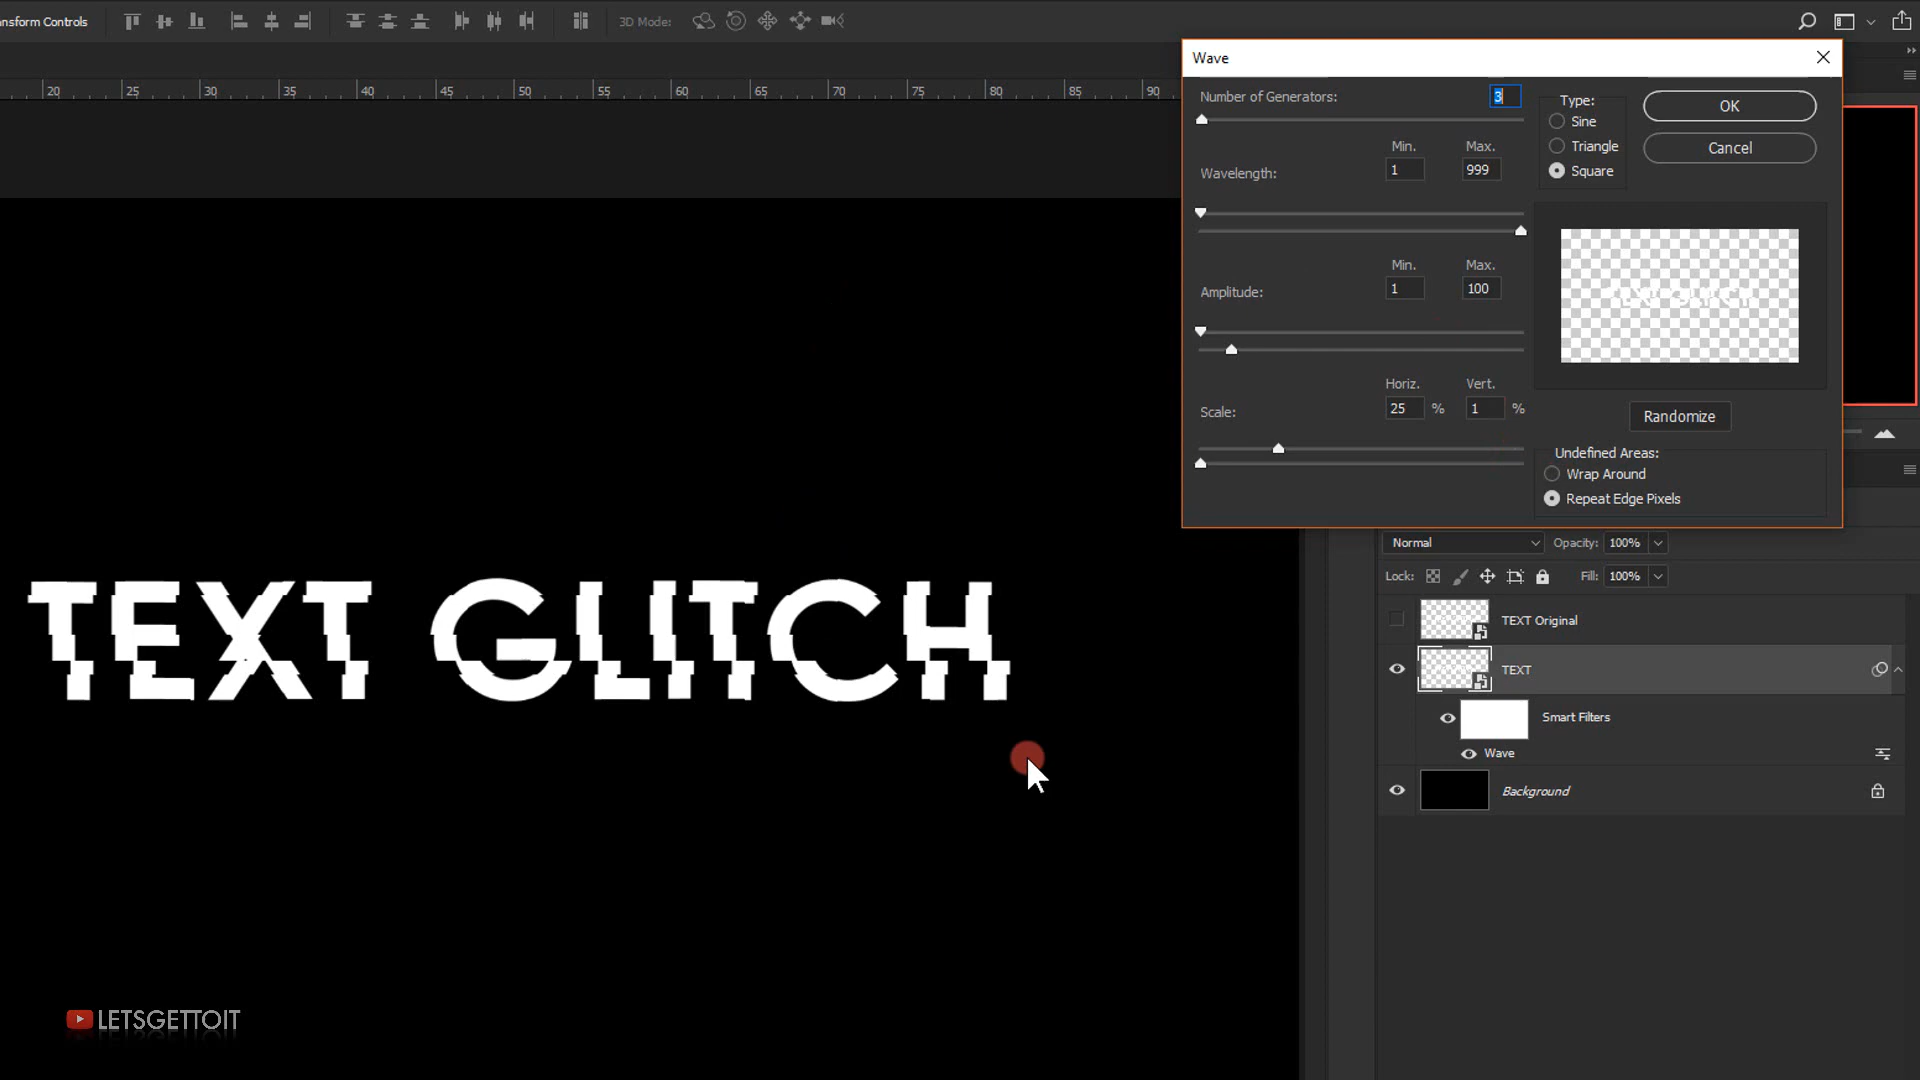 nsform Controls
3D Mode:
20 25 30 35 40 45 50 55 60 65 70 75 80 85 90
Wave
Number of Generators: 3
Type:
Sine
Triangle
Square
OK
Cancel
Min. Max.
Wavelength: 1 999
Min. Max.
Amplitude: 1 100
Horiz. Vert.
Scale: 25 % 1 %
Randomize
Undefined Areas:
Wrap Around
Repeat Edge Pixels
Normal Opacity: 100%
Lock: Fill: 100%
TEXT Original
TEXT
Smart Filters
Wave
Background
TEXT GLITCH
LETSGETTOIT